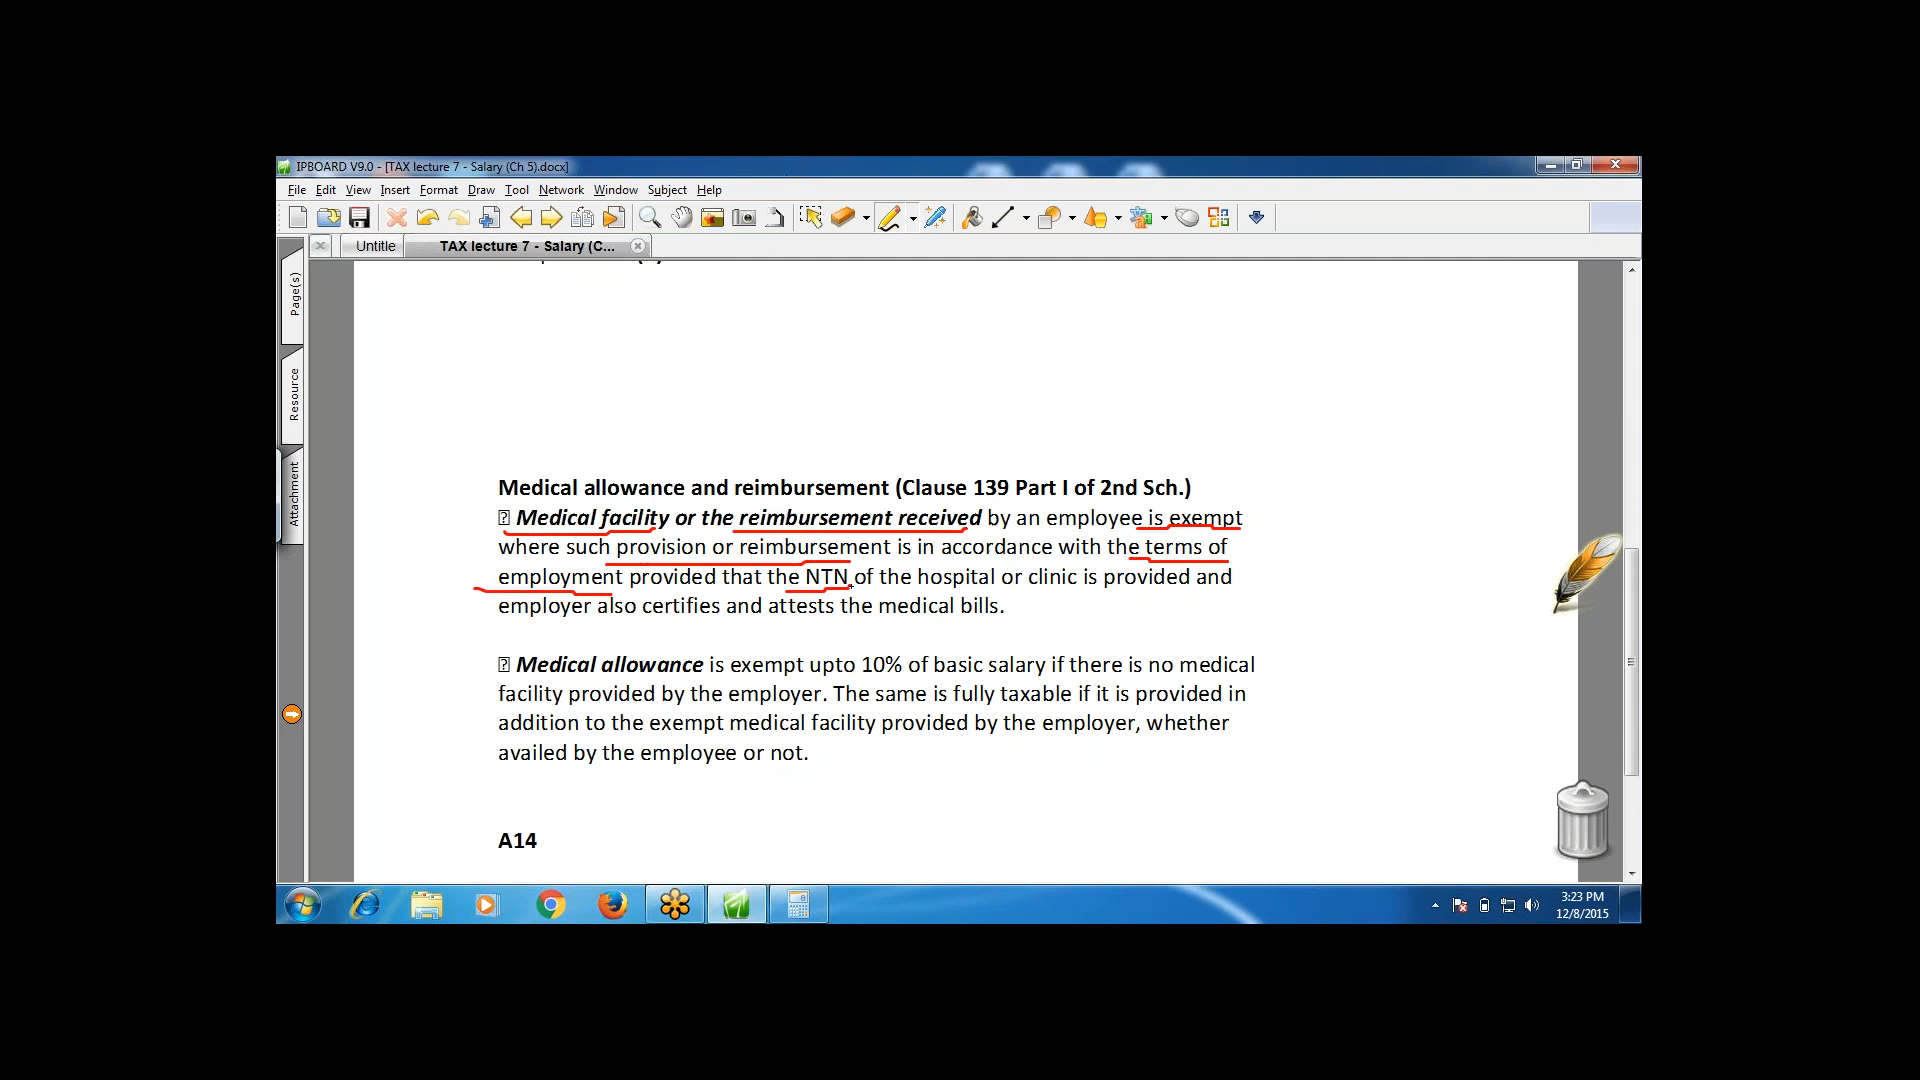 IPBOARD V9.0 - [TAX lecture 7 - Salary (Ch 5).docx]
File Edit View Insert Format Draw Tool Network Window Subject Help
Untitle TAX lecture 7 - Salary (C...
Page(s)
Resource
Attachment
Medical allowance and reimbursement (Clause 139 Part I of 2nd Sch.)
Medical facility or the reimbursement received by an employee is exempt
where such provision or reimbursement is in accordance with the terms of
employment provided that the NTN of the hospital or clinic is provided and
employer also certifies and attests the medical bills.
Medical allowance is exempt upto 10% of basic salary if there is no medical
facility provided by the employer. The same is fully taxable if it is provided in
addition to the exempt medical facility provided by the employer, whether
availed by the employee or not.
A14
3:23 PM
12/8/2015